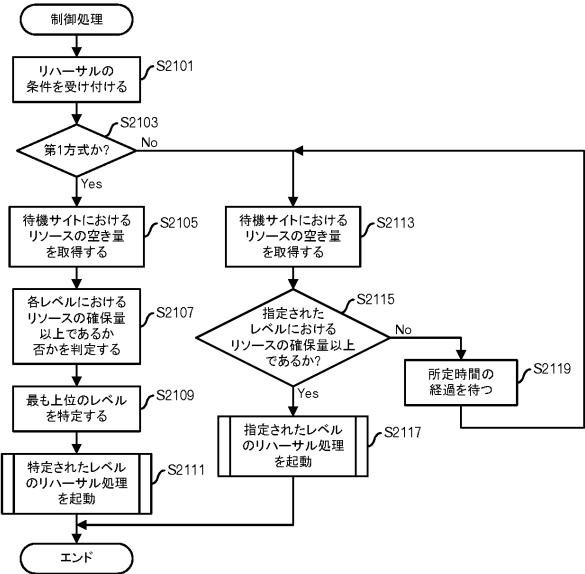 制御処理
リハーサルの
条件を受け付ける
S2101
第1方式か?
S2103
No
Yes
待機サイトにおける
リソースの空き量
を取得する
S2105
各レベルにおける
リソースの確保量
以上であるか
否かを判定する
S2107
最も上位のレベル
を特定する
S2109
特定されたレベル
のリハーサル処理
を起動
S2111
待機サイトにおける
リソースの空き量
を取得する
S2113
指定された
レベルにおける
リソースの確保量以上
であるか?
S2115
No
Yes
指定されたレベル
のリハーサル処理
を起動
S2117
所定時間の
経過を待つ
S2119
エンド